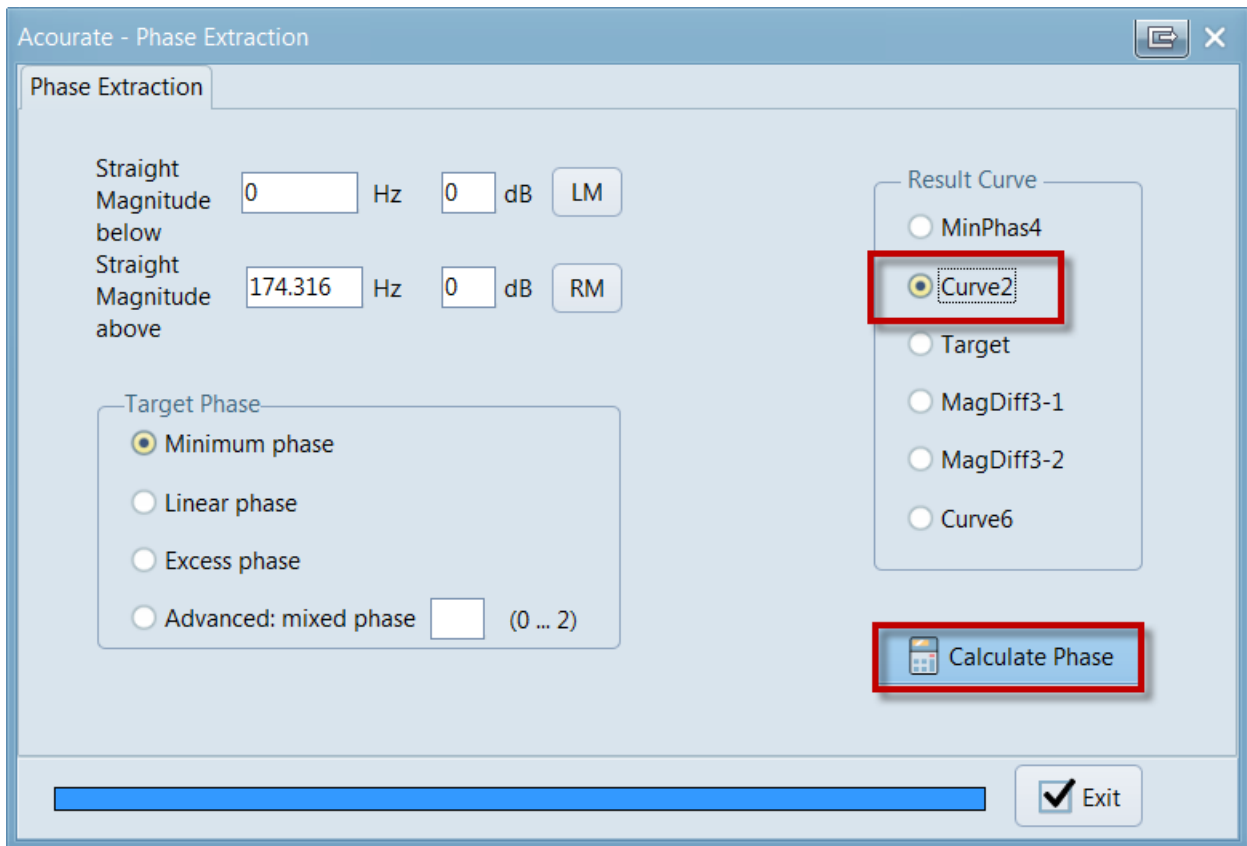 Acourate - Phase Extraction
Phase Extraction
Straight
Magnitude
below
0 Hz 0 dB LM
Straight
Magnitude
above
174.316 Hz 0 dB RM
Target Phase
Minimum phase
Linear phase
Excess phase
Advanced: mixed phase (0 ... 2)
Result Curve
MinPhas4
Curve2
Target
MagDiff3-1
MagDiff3-2
Curve6
Calculate Phase
Exit